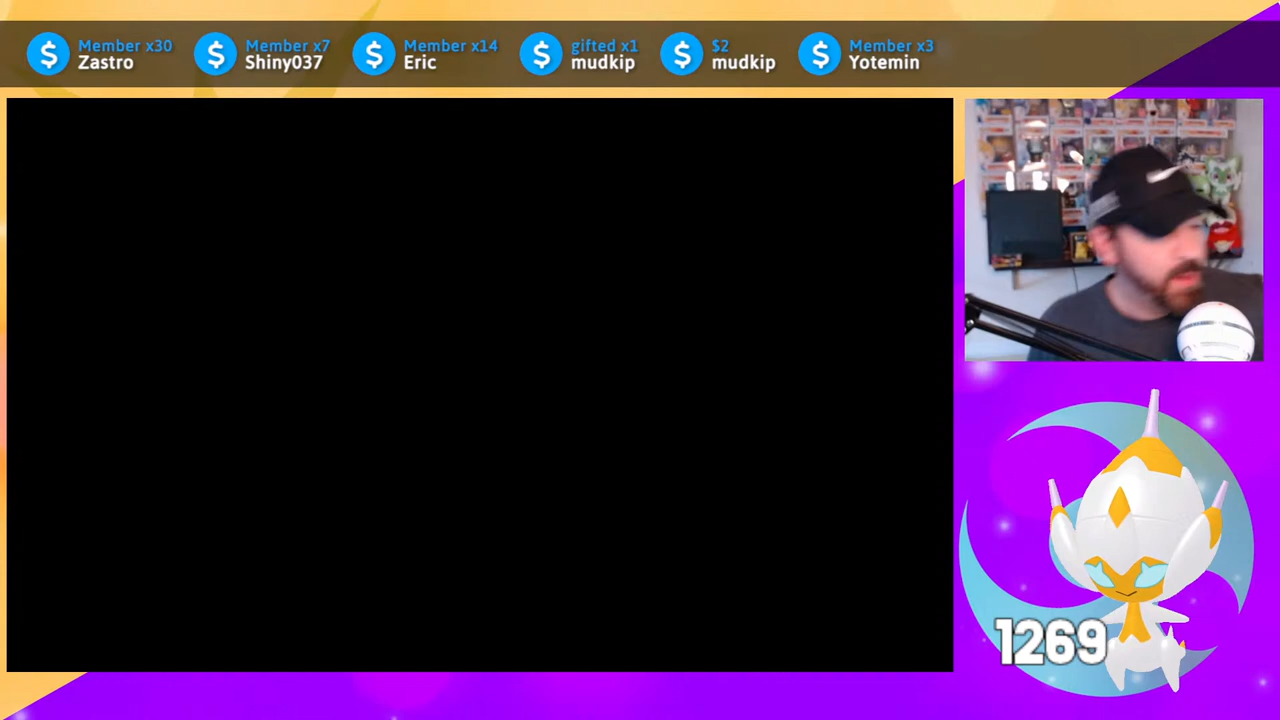 Member x30
Zastro
Member x7
Shiny037
Member x14
Eric
gifted x1
mudkip
$2
mudkip
Member x3
Yotemin
1269